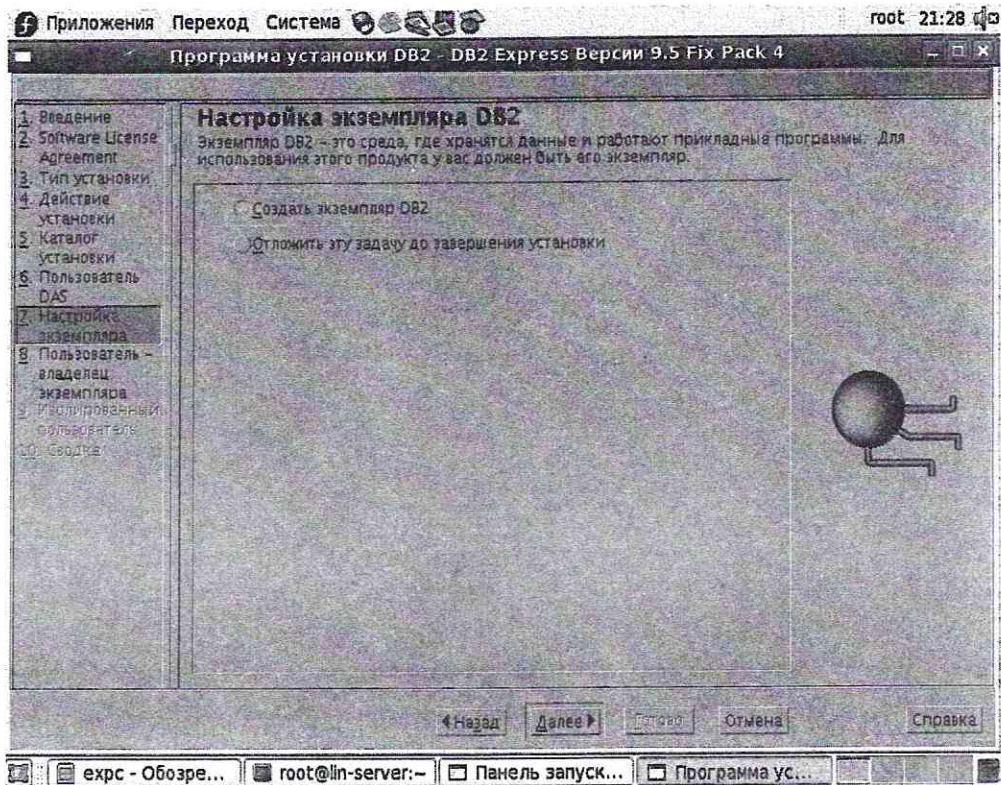 Приложения Переход Система root 21:28
Программа установки DB2 - DB2 Express Версии 9.5 Fix Pack 4
1. Введение
2. Software License
Agreement
3. Тип установки
4. Действие
установки
5. Каталог
установки
6. Пользователь
DAS
7. Настройка
экземпляра
8. Пользователь –
владелец
экземпляра
9. Изолированный
пользователь
10. Сводка
Настройка экземпляра DB2
Экземпляр DB2 – это среда, где хранятся данные и работают прикладные программы. Для
использования этого продукта у вас должен быть его экземпляр.
Создать экземпляр DB2
Отложить эту задачу до завершения установки
Назад Далее Готово Отмена Справка
expc - Обозре... root@lin-server:~ Панель запуск... Программа ус...